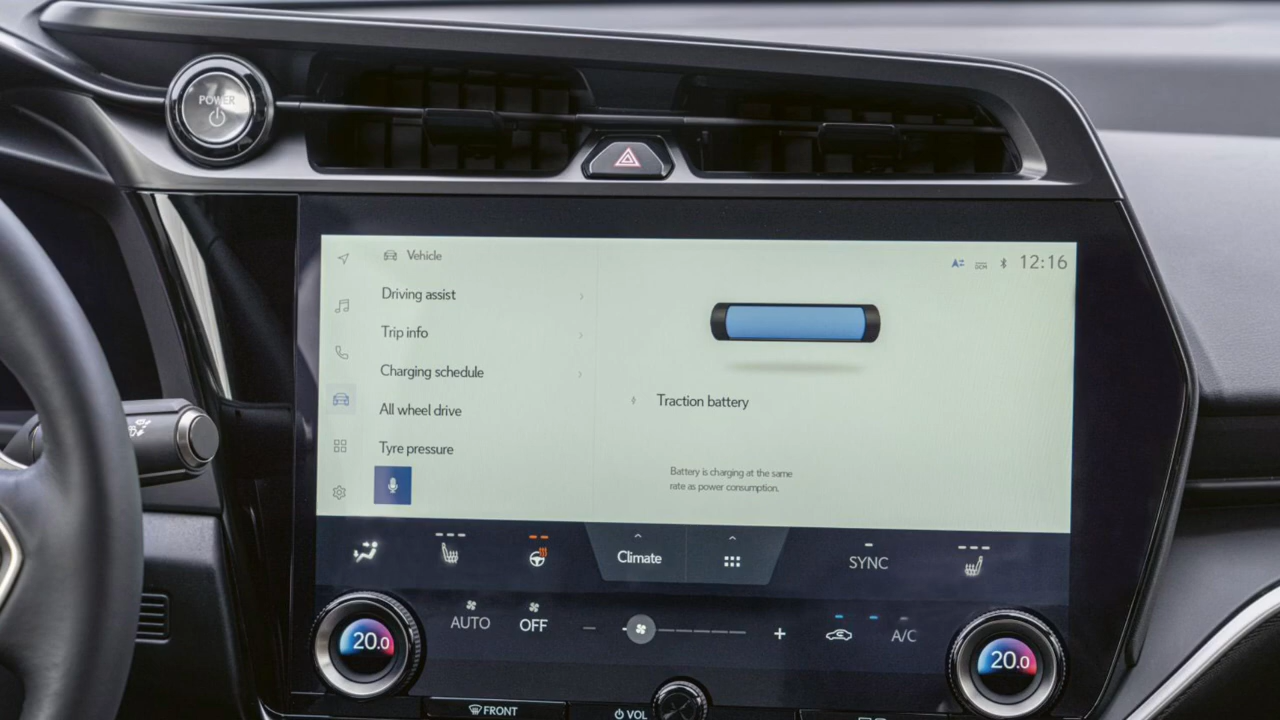 POWER
Vehicle
DCM
12:16
Driving assist
Trip info
Charging schedule
All wheel drive
Tyre pressure
Traction battery
Battery is charging at the same
rate as power consumption.
Climate
SYNC
20.0
AUTO
OFF
A/C
20.0
FRONT
VOL